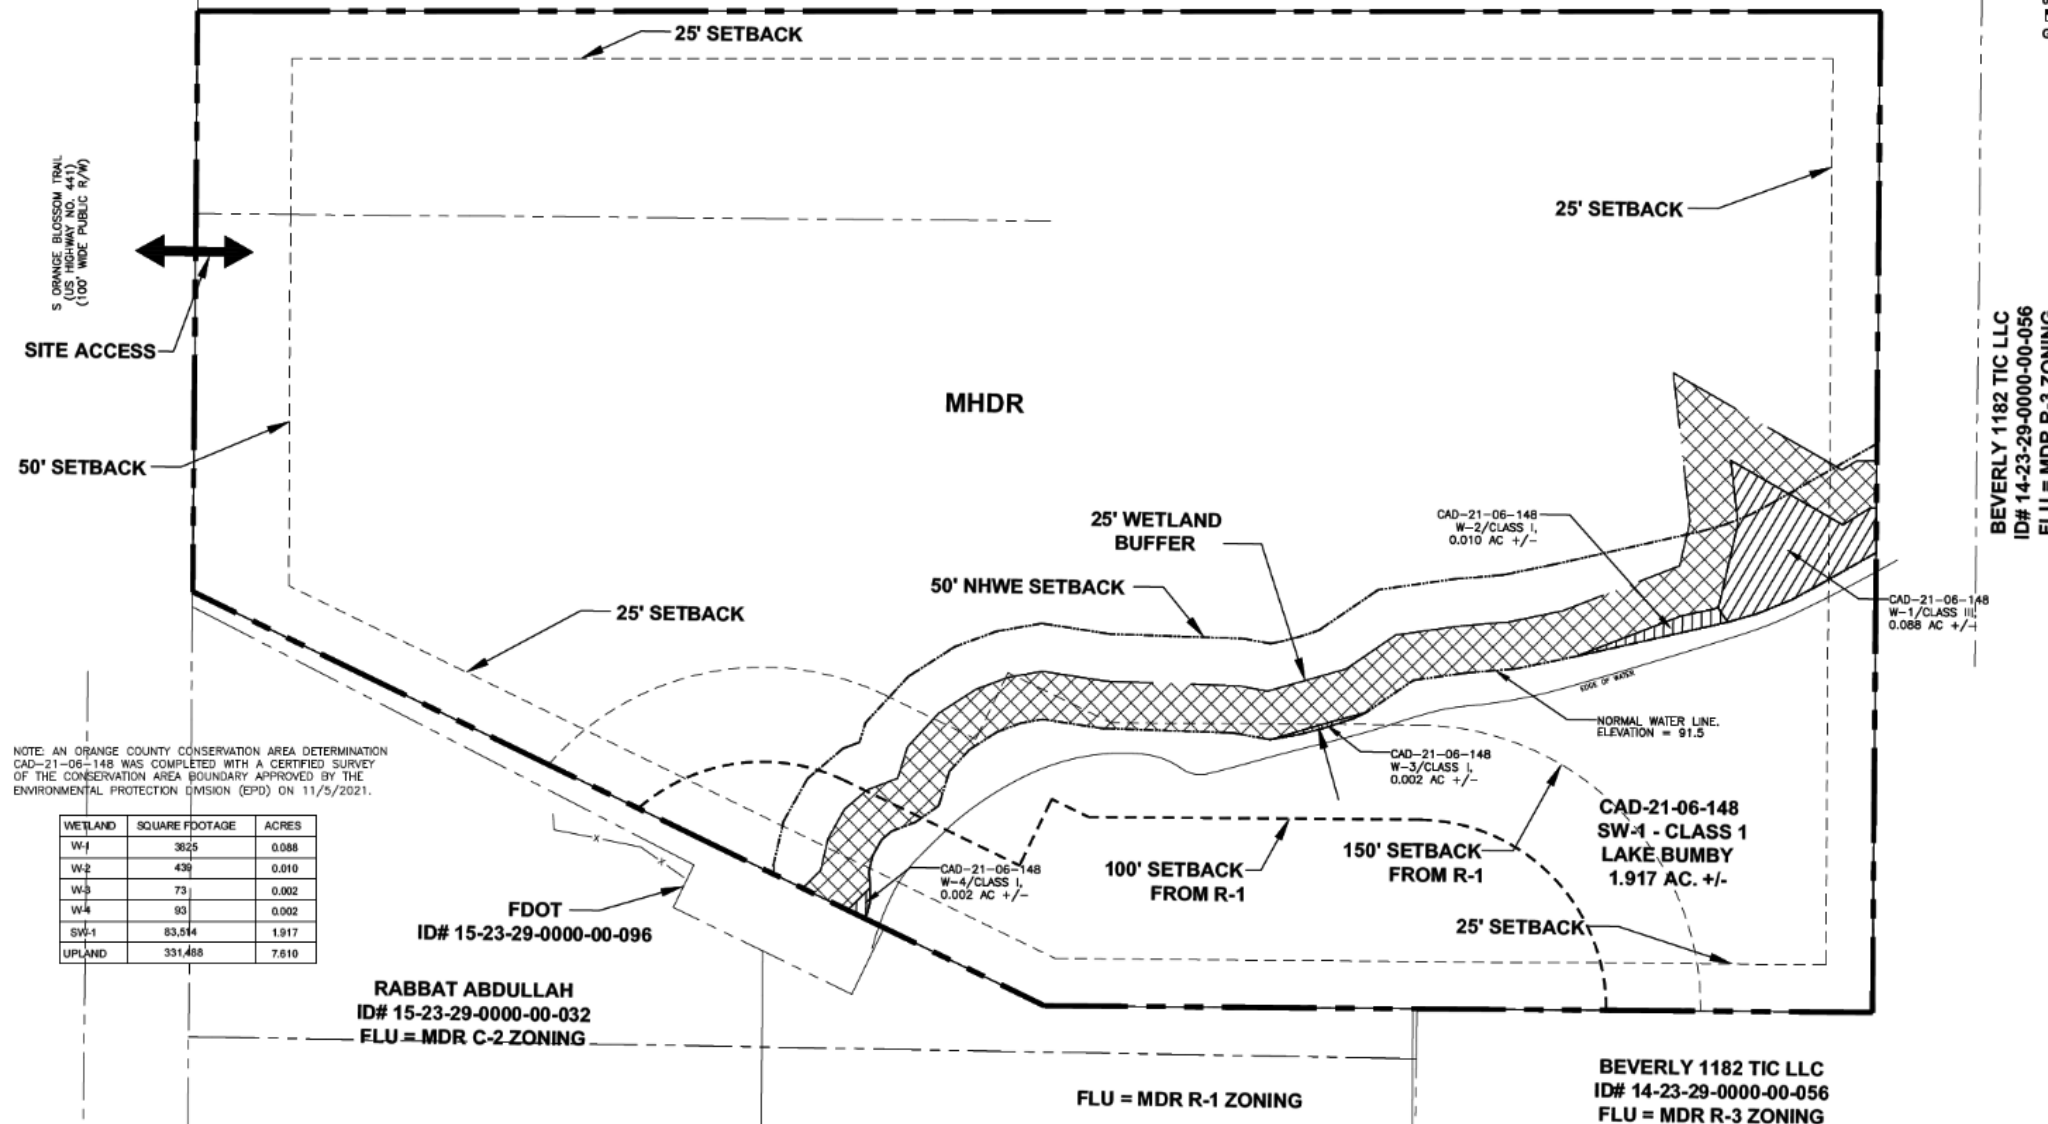 25' SETBACK
S ORANGE BLOSSOM TRAIL
(US HIGHWAY NO. 441)
(100' WIDE PUBLIC R/W)
25' SETBACK
SITE ACCESS
BEVERLY 1182 TIC LLC
ID# 14-23-29-0000-00-056
FLU = MDR R-3 ZONING
MHDR
50' SETBACK
25' WETLAND
BUFFER
CAD-21-06-148
W-2/CLASS I,
0.010 AC +/-
50' NHWE SETBACK
25' SETBACK
CAD-21-06-148
W-1/CLASS III,
0.088 AC +/-
EDGE OF WATER
NORMAL WATER LINE,
ELEVATION = 91.5
NOTE: AN ORANGE COUNTY CONSERVATION AREA DETERMINATION
CAD-21-06-148 WAS COMPLETED WITH A CERTIFIED SURVEY
OF THE CONSERVATION AREA BOUNDARY APPROVED BY THE
ENVIRONMENTAL PROTECTION DIVISION (EPD) ON 11/5/2021.
CAD-21-06-148
W-3/CLASS I,
0.002 AC +/-
CAD-21-06-148
SW-1 - CLASS 1
LAKE BUMBY
1.917 AC. +/-
WETLAND SQUARE FOOTAGE ACRES
W-1 3825 0.088
W-2 439 0.010
W-3 73 0.002
W-4 93 0.002
SW-1 83,514 1.917
UPLAND 331,488 7.610
X
X
CAD-21-06-148
W-4/CLASS I,
0.002 AC +/-
100' SETBACK
FROM R-1
150' SETBACK
FROM R-1
FDOT
ID# 15-23-29-0000-00-096
25' SETBACK
RABBAT ABDULLAH
ID# 15-23-29-0000-00-032
FLU = MDR C-2 ZONING
FLU = MDR R-1 ZONING
BEVERLY 1182 TIC LLC
ID# 14-23-29-0000-00-056
FLU = MDR R-3 ZONING